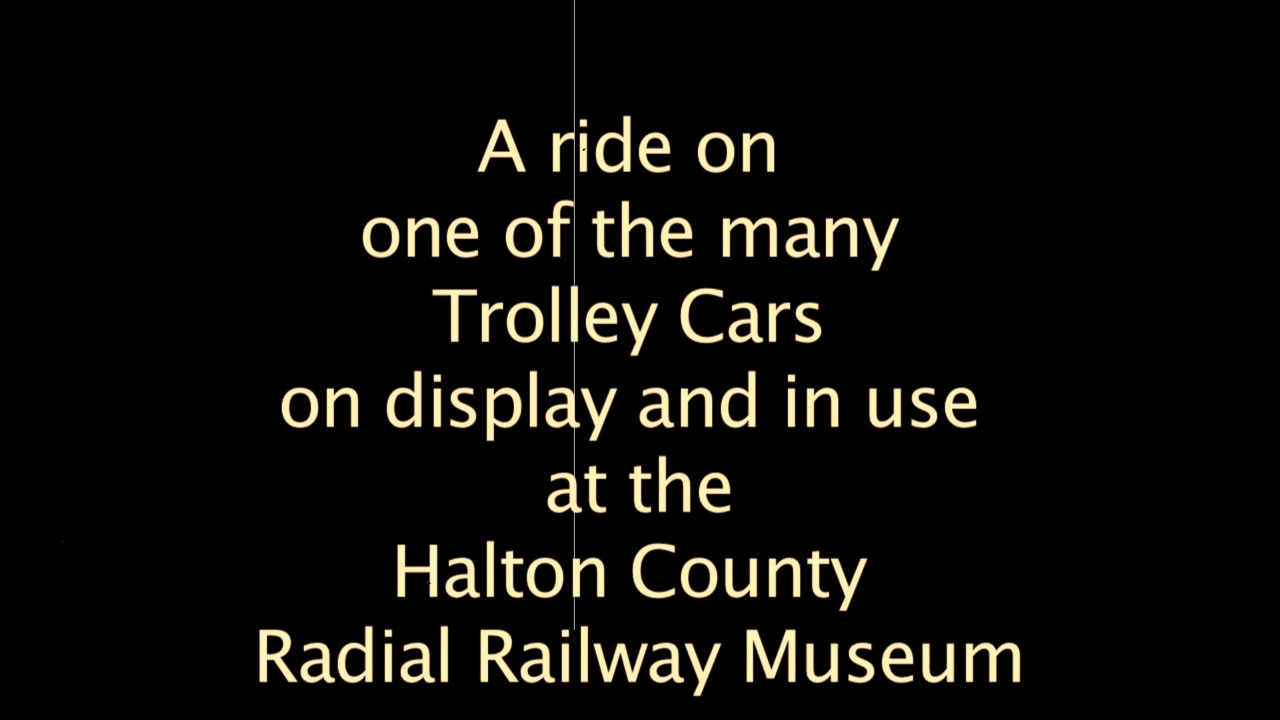 A ride on
one of the many
Trolley Cars
on display and in use
at the
Halton County
Radial Railway Museum